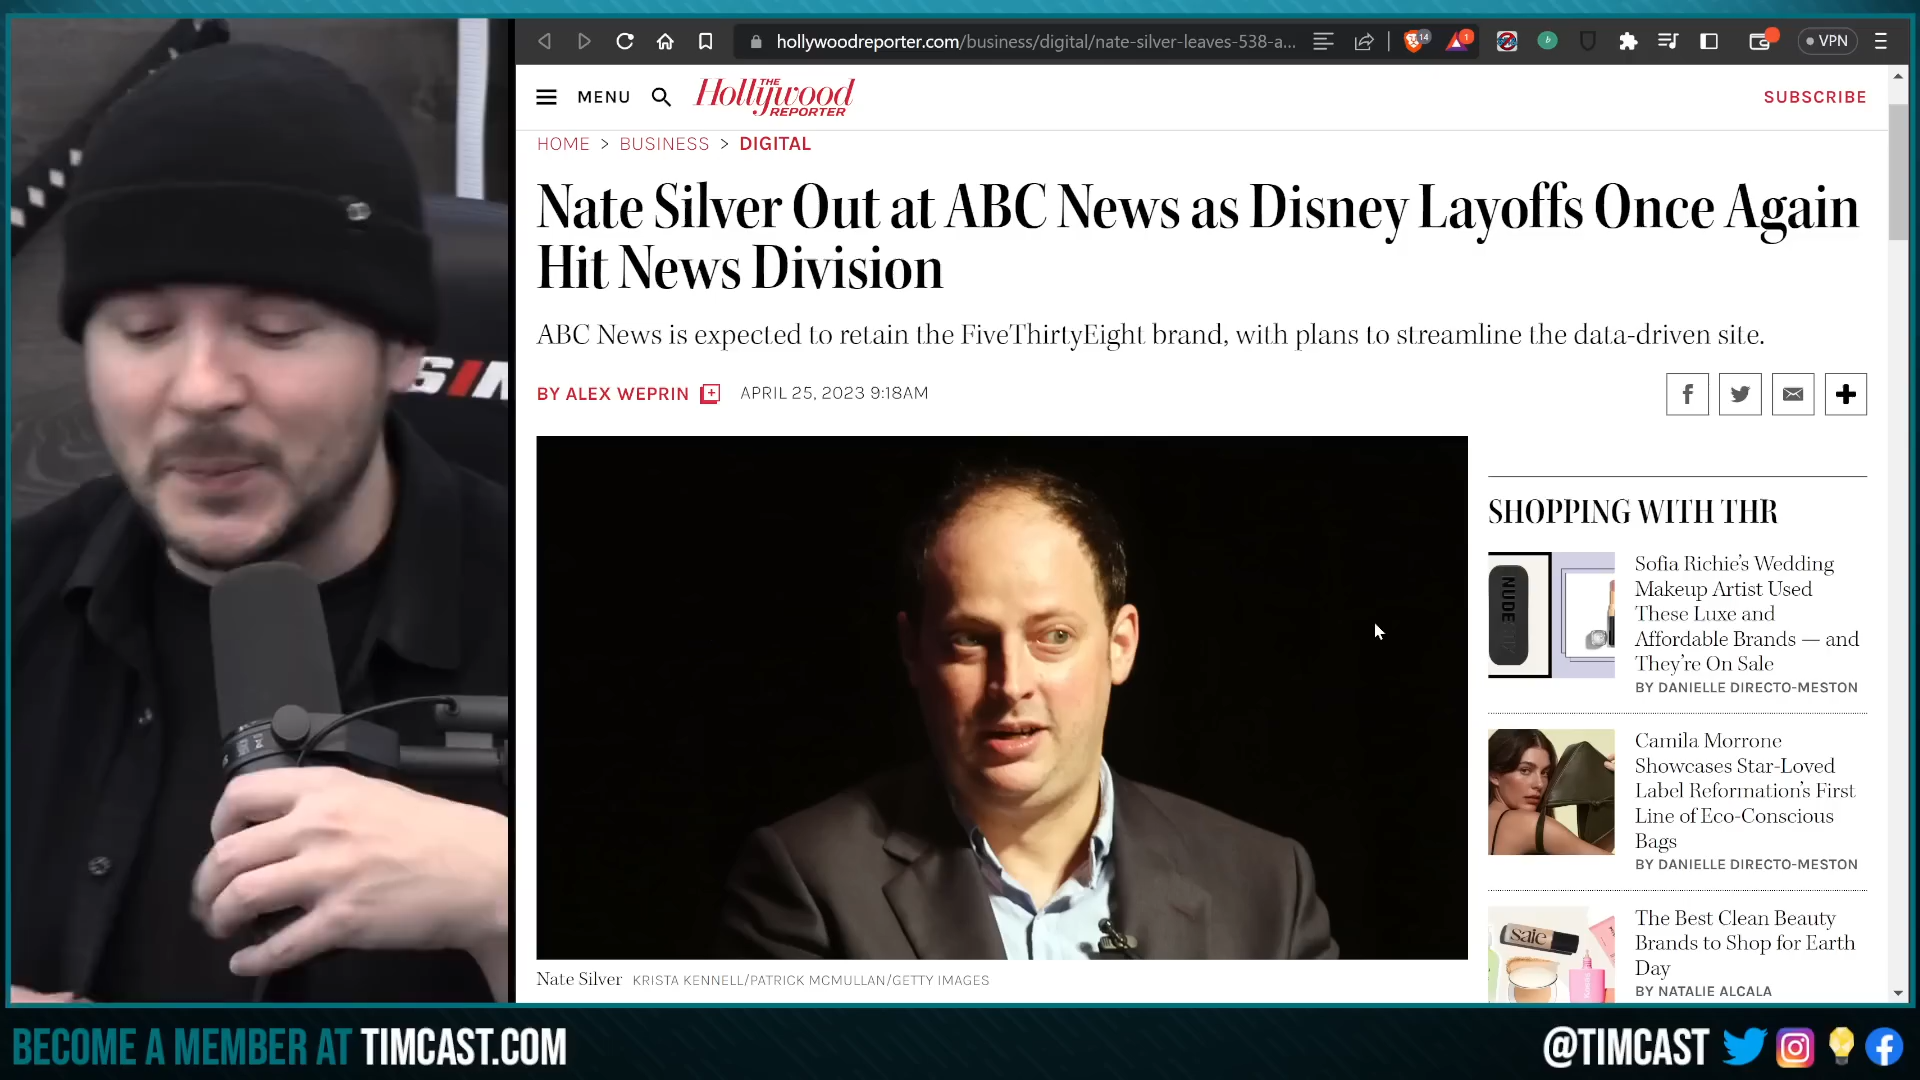 hollywoodreporter.com/business/digital/nate-silver-leaves-538-a...
14
1
b
VPN
MENU
THE
Hollywood
REPORTER
SUBSCRIBE
HOME > BUSINESS > DIGITAL
Nate Silver Out at ABC News as Disney Layoffs Once Again
Hit News Division
ABC News is expected to retain the FiveThirtyEight brand, with plans to streamline the data-driven site.
BY ALEX WEPRIN
APRIL 25, 2023 9:18AM
SHOPPING WITH THR
NUDE
Sofia Richie's Wedding
Makeup Artist Used
These Luxe and
Affordable Brands — and
They're On Sale
BY DANIELLE DIRECTO-MESTON
Camila Morrone
Showcases Star-Loved
Label Reformation's First
Line of Eco-Conscious
Bags
BY DANIELLE DIRECTO-MESTON
saie
The Best Clean Beauty
Brands to Shop for Earth
Day
BY NATALIE ALCALA
Nate Silver KRISTA KENNELL/PATRICK MCMULLAN/GETTY IMAGES
BECOME A MEMBER AT TIMCAST.COM
@TIMCAST